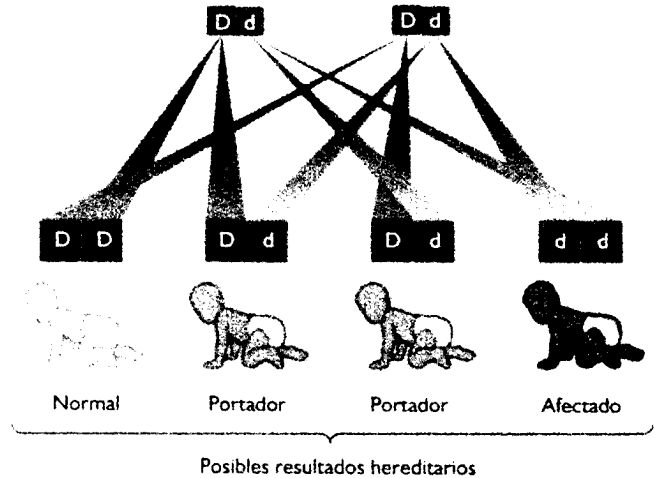 D d D d
D D D d D d d d
Normal Portador Portador Afectado
Posibles resultados hereditarios